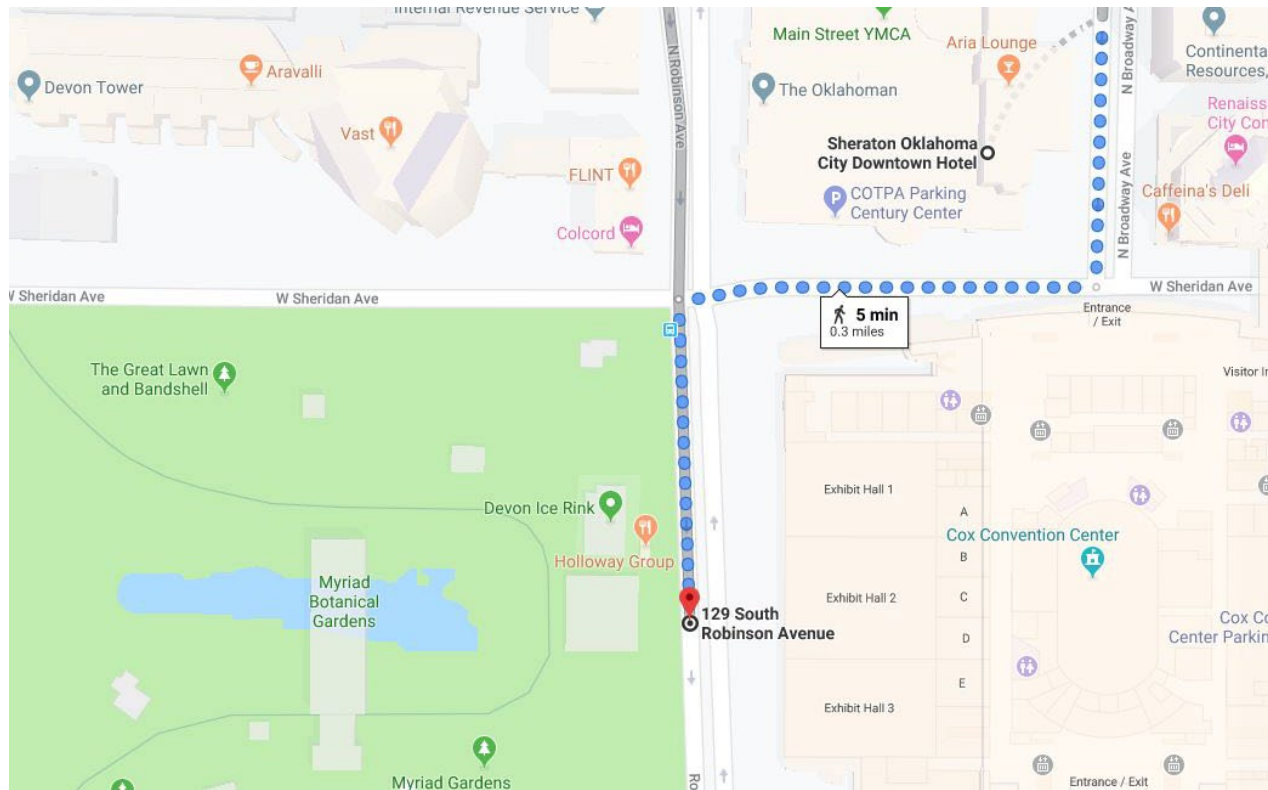 Internal Revenue Service
Devon Tower
Aravalli
Vast
FLINT
Colcord
N Robinson Ave
Main Street YMCA
Aria Lounge
The Oklahoman
Sheraton Oklahoma
City Downtown Hotel
P
COTPA Parking
Century Center
N Broadway A
N Broadway Ave
N Broadway Ave
Continenta
Resources,
Renais
City Con
Caffeina's Deli
W Sheridan Ave
W Sheridan Ave
W Sheridan Ave
5 min
0.3 miles
Entrance
/ Exit
Visitor In
The Great Lawn
and Bandshell
Devon Ice Rink
Holloway Group
Myriad
Botanical
Gardens
129 South
Robinson Avenue
Myriad Gardens
Ro
Exhibit Hall 1
A
Cox Convention Center
B
Exhibit Hall 2
C
D
E
Exhibit Hall 3
Cox Co
Center Parkin
Entrance / Exit